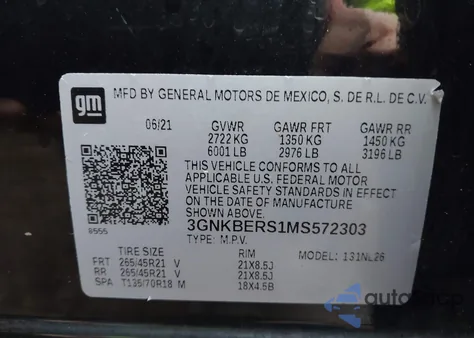 gm
MFD BY GENERAL MOTORS DE MEXICO, S. DE R.L. DE C.V.
06/21 GVWR GAWR FRT GAWR RR
2722 KG 1350 KG 1450 KG
6001 LB 2976 LB 3196 LB
THIS VEHICLE CONFORMS TO ALL
APPLICABLE U.S. FEDERAL MOTOR
VEHICLE SAFETY STANDARDS IN EFFECT
ON THE DATE OF MANUFACTURE
SHOWN ABOVE.
3GNKBERS1MS572303
TYPE: M.P.V.
TIRE SIZE RIM MODEL: 131NL26
FRT 265/45R21 V 21X8.5J
RR 265/45R21 V 21X8.5J
SPA T135/70R18 M 18X4.5B